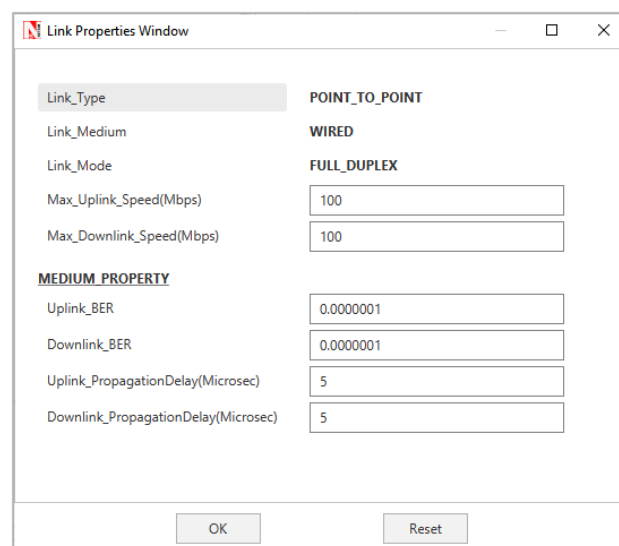 Link Properties Window
Link_Type POINT_TO_POINT
Link_Medium WIRED
Link_Mode FULL_DUPLEX
Max_Uplink_Speed(Mbps) 100
Max_Downlink_Speed(Mbps) 100
MEDIUM_PROPERTY
Uplink_BER 0.0000001
Downlink_BER 0.0000001
Uplink_PropagationDelay(Microsec) 5
Downlink_PropagationDelay(Microsec) 5
OK Reset